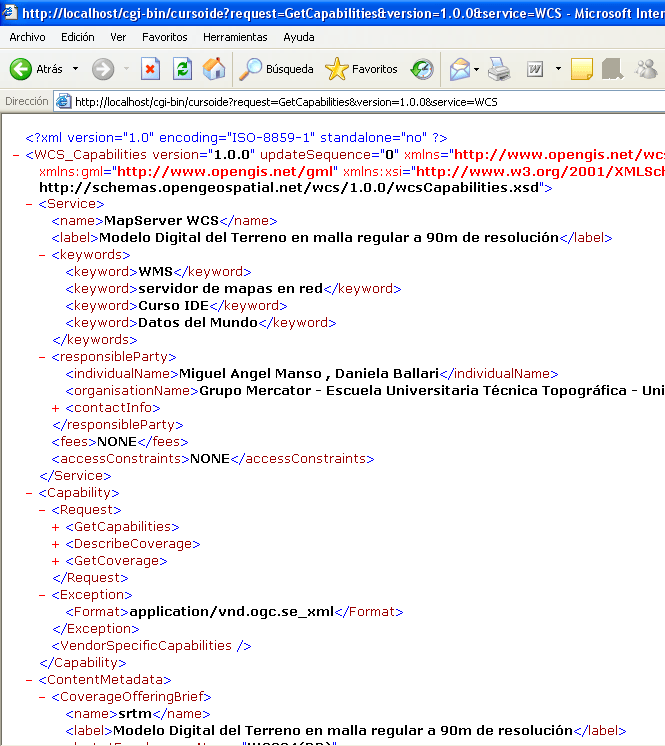 http://localhost/cgi-bin/cursoide?request=GetCapabilities&version=1.0.0&service=WCS - Microsoft Inter
Archivo Edición Ver Favoritos Herramientas Ayuda
Atrás Búsqueda Favoritos
Dirección http://localhost/cgi-bin/cursoide?request=GetCapabilities&version=1.0.0&service=WCS
<?xml version="1.0" encoding="ISO-8859-1" standalone="no" ?>
- <WCS_Capabilities version="1.0.0" updateSequence="0" xmlns="http://www.opengis.net/wcs
xmlns:gml="http://www.opengis.net/gml" xmlns:xsi="http://www.w3.org/2001/XMLSch
http://schemas.opengeospatial.net/wcs/1.0.0/wcsCapabilities.xsd">
- <Service>
<name>MapServer WCS</name>
<label>Modelo Digital del Terreno en malla regular a 90m de resolución</label>
- <keywords>
<keyword>WMS</keyword>
<keyword>servidor de mapas en red</keyword>
<keyword>Curso IDE</keyword>
<keyword>Datos del Mundo</keyword>
</keywords>
- <responsibleParty>
<individualName>Miguel Angel Manso , Daniela Ballari</individualName>
<organisationName>Grupo Mercator - Escuela Universitaria Técnica Topográfica - Uni
+ <contactInfo>
</responsibleParty>
<fees>NONE</fees>
<accessConstraints>NONE</accessConstraints>
</Service>
- <Capability>
- <Request>
+ <GetCapabilities>
+ <DescribeCoverage>
+ <GetCoverage>
</Request>
- <Exception>
<Format>application/vnd.ogc.se_xml</Format>
</Exception>
<VendorSpecificCapabilities />
</Capability>
- <ContentMetadata>
- <CoverageOfferingBrief>
<name>srtm</name>
<label>Modelo Digital del Terreno en malla regular a 90m de resolución</label>